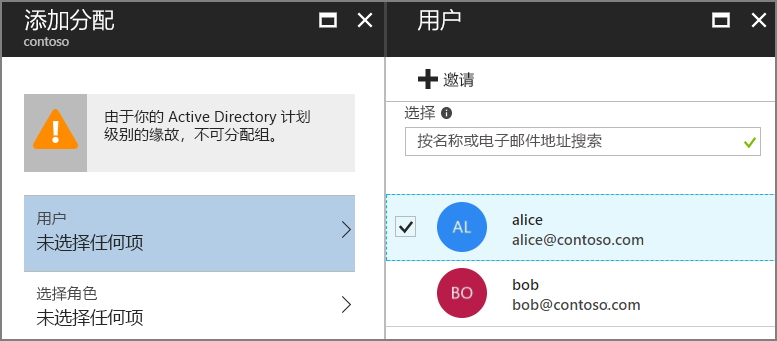 添加分配
contoso
由于你的 Active Directory 计划
级别的缘故，不可分配组。
用户
未选择任何项
选择角色
未选择任何项
用户
邀请
选择
按名称或电子邮件地址搜索
AL
alice
alice@contoso.com
BO
bob
bob@contoso.com